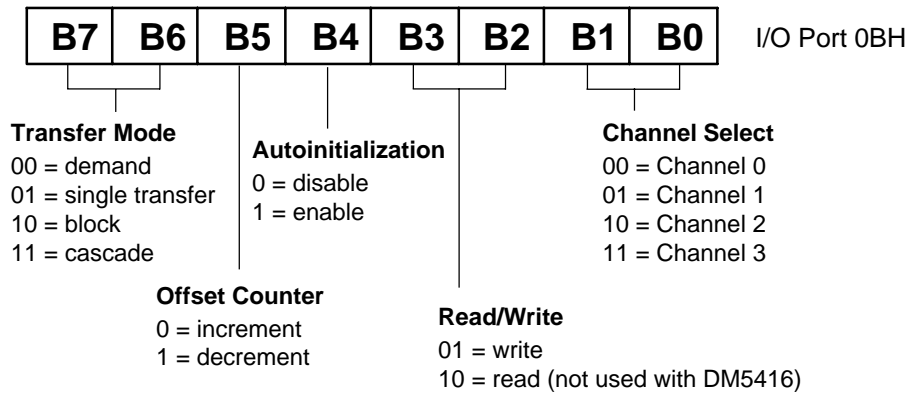 B7 B6 B5 B4 B3 B2 B1 B0 I/O Port 0BH
Transfer Mode
00 = demand
01 = single transfer
10 = block
11 = cascade
Autoinitialization
0 = disable
1 = enable
Channel Select
00 = Channel 0
01 = Channel 1
10 = Channel 2
11 = Channel 3
Offset Counter
0 = increment
1 = decrement
Read/Write
01 = write
10 = read (not used with DM5416)